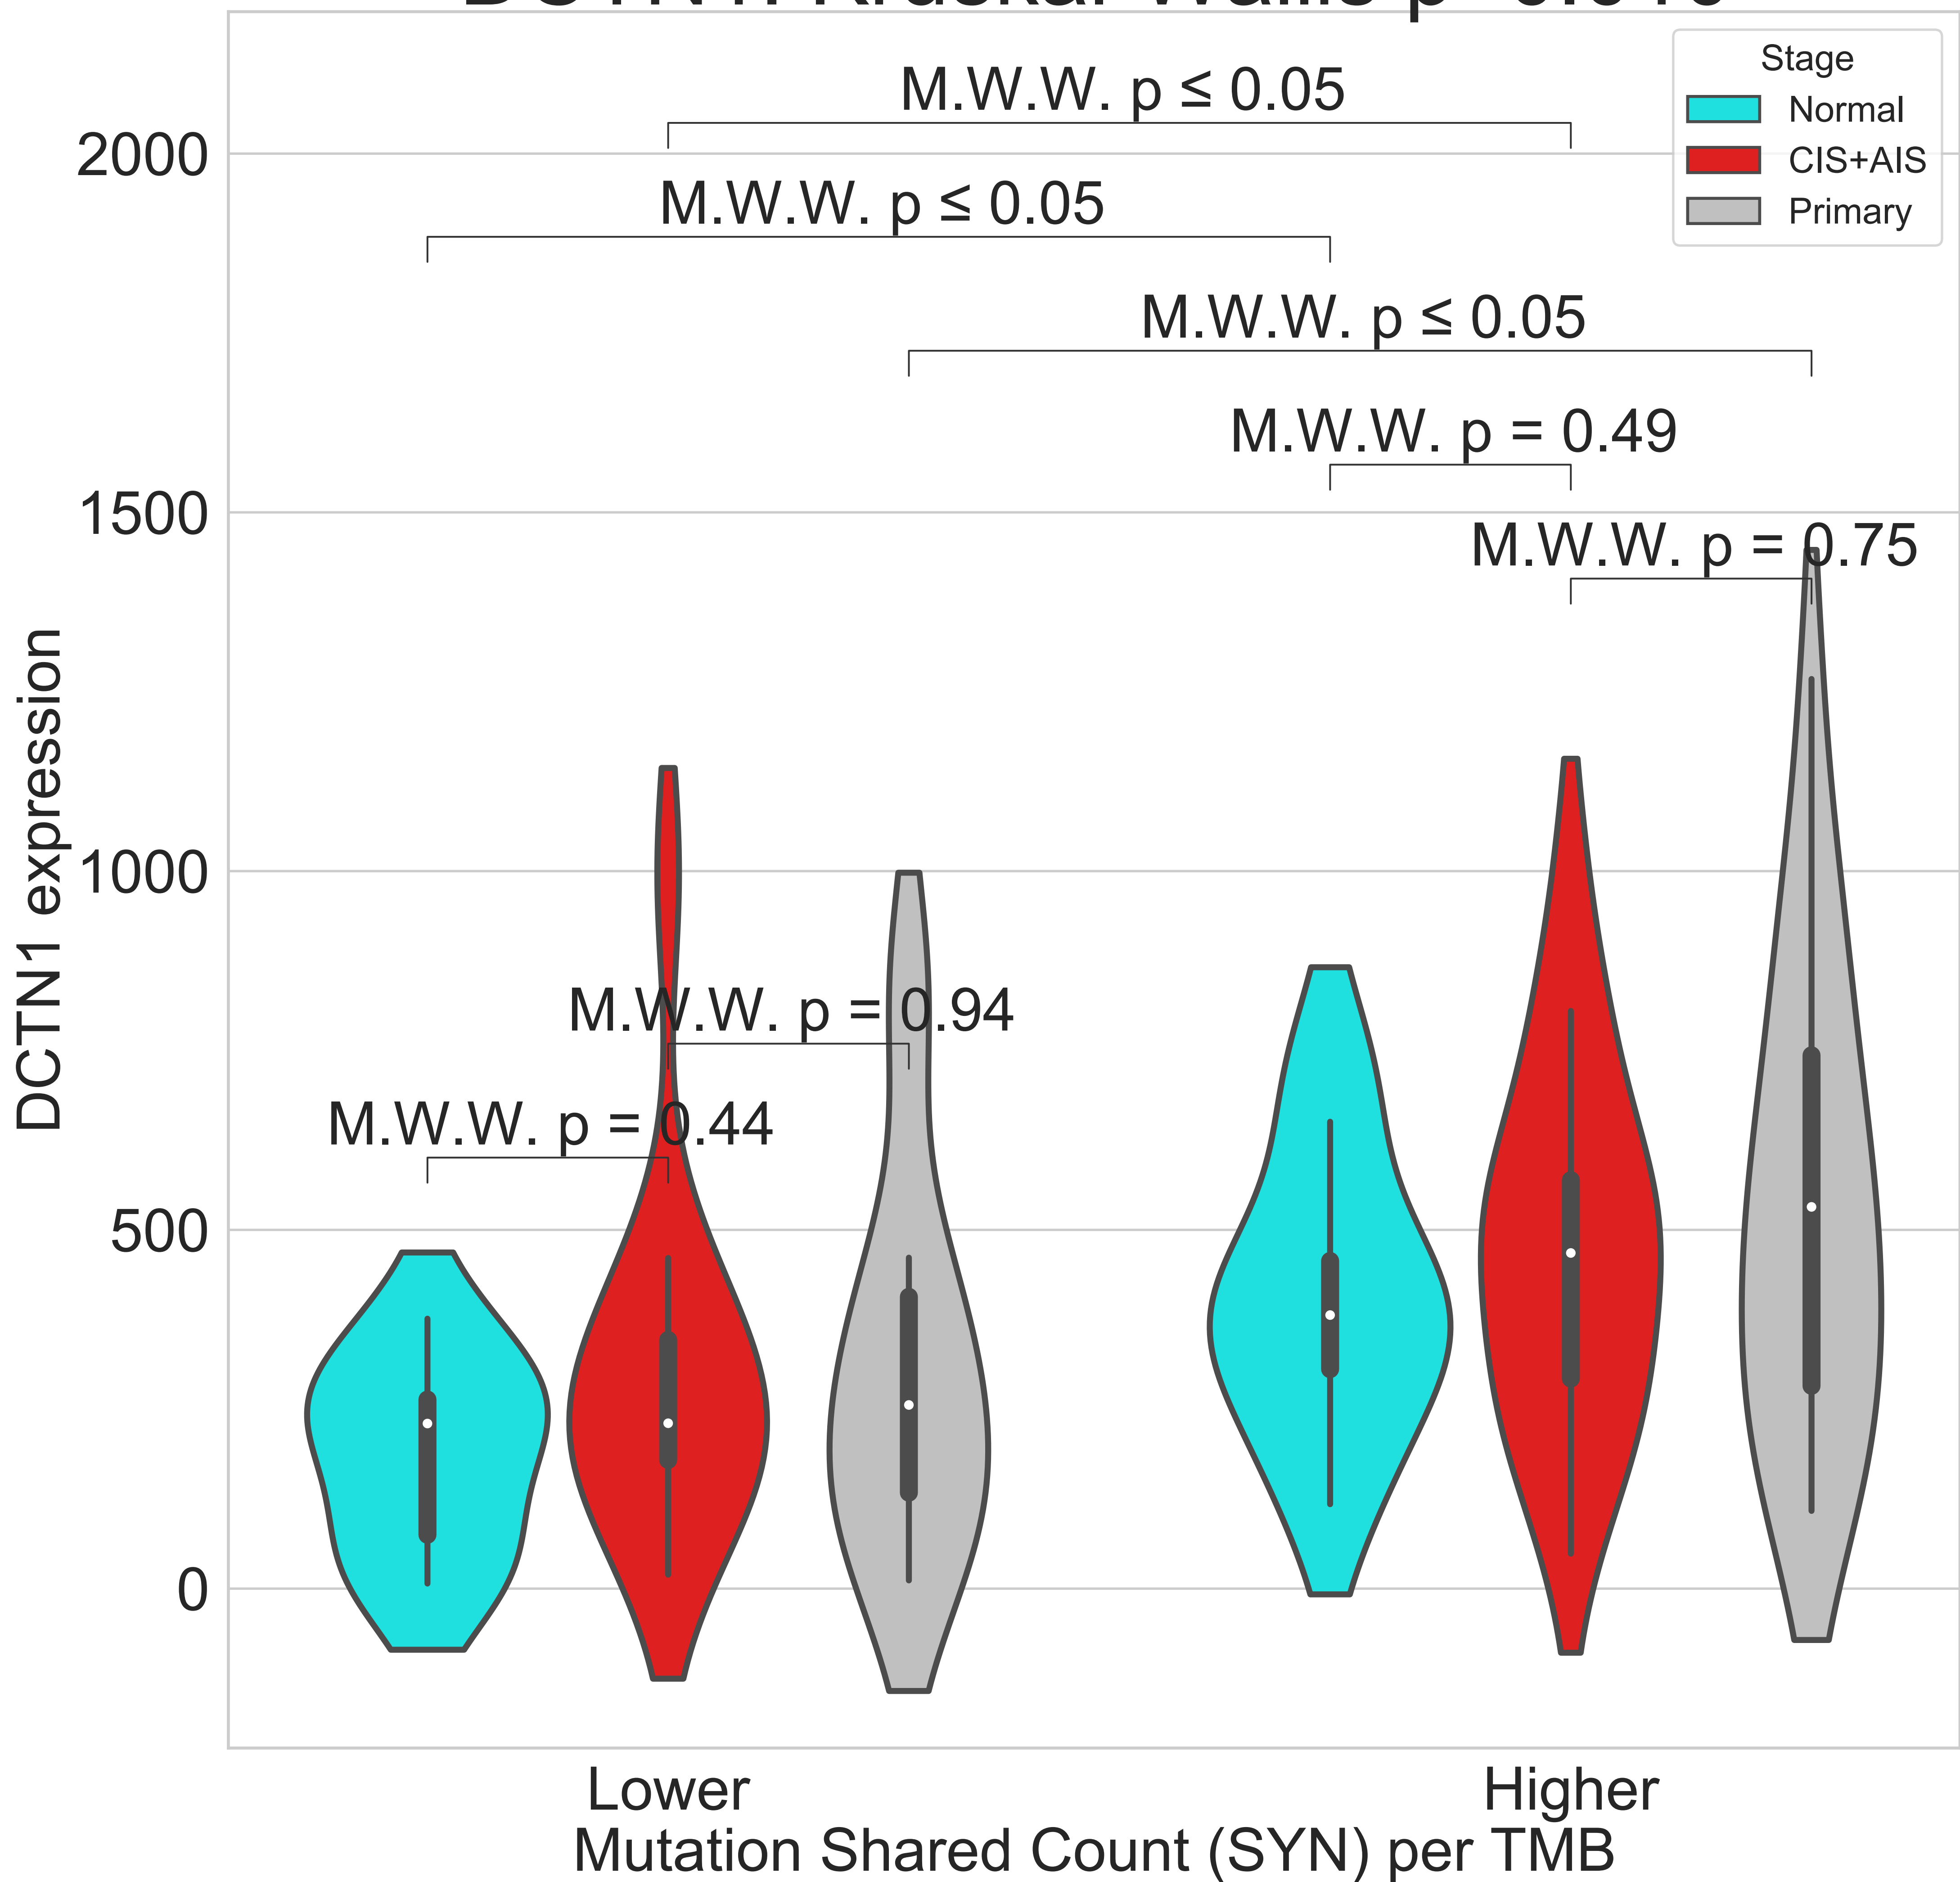 Stage
Normal
CIS+AIS
Primary
M.W.W. p ≤ 0.05
M.W.W. p ≤ 0.05
M.W.W. p ≤ 0.05
M.W.W. p = 0.49
M.W.W. p = 0.75
M.W.W. p = 0.94
M.W.W. p = 0.44
2000
1500
1000
500
0
DCTN1 expression
Lower
Higher
Mutation Shared Count (SYN) per TMB